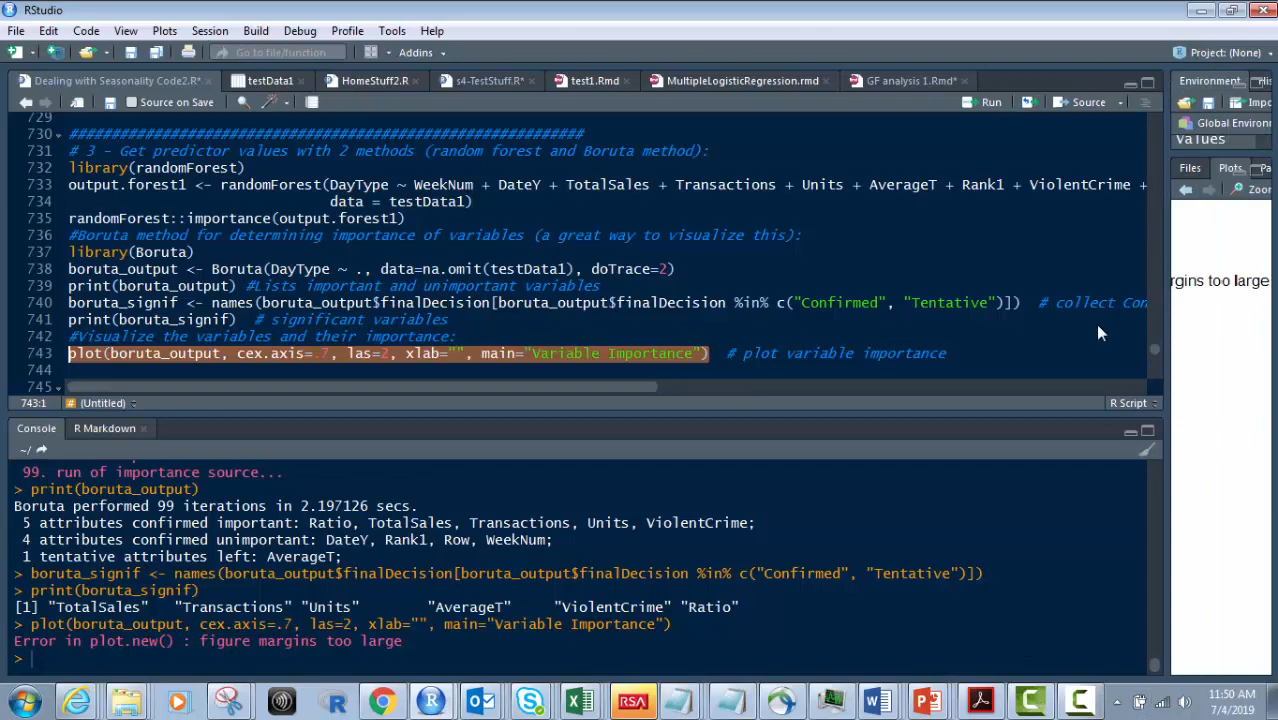 RStudio
File Edit Code View Plots Session Build Debug Profile Tools Help
Go to file/function Addins Project: (None)
Dealing with Seasonality Code2.R* testData1 HomeStuff2.R s4-TestStuff.R* test1.Rmd MultipleLogisticRegression.rmd GF analysis 1.Rmd*
Source on Save Run Source
729
730 #############################################################
731 # 3 - Get predictor values with 2 methods (random forest and Boruta method):
732 library(randomForest)
733 output.forest1 <- randomForest(DayType ~ WeekNum + DateY + TotalSales + Transactions + Units + AverageT + Rank1 + ViolentCrime +
734 data = testData1)
735 randomForest::importance(output.forest1)
736 #Boruta method for determining importance of variables (a great way to visualize this):
737 library(Boruta)
738 boruta_output <- Boruta(DayType ~ ., data=na.omit(testData1), doTrace=2)
739 print(boruta_output) #Lists important and unimportant variables
740 boruta_signif <- names(boruta_output$finalDecision[boruta_output$finalDecision %in% c("Confirmed", "Tentative")]) # collect Con
741 print(boruta_signif) # significant variables
742 #Visualize the variables and their importance:
743 plot(boruta_output, cex.axis=.7, las=2, xlab="", main="Variable Importance") # plot variable importance
744
745
743:1 # (Untitled) R Script
Console R Markdown
~/
99. run of importance source...
> print(boruta_output)
Boruta performed 99 iterations in 2.197126 secs.
5 attributes confirmed important: Ratio, TotalSales, Transactions, Units, ViolentCrime;
4 attributes confirmed unimportant: DateY, Rank1, Row, WeekNum;
1 tentative attributes left: AverageT;
> boruta_signif <- names(boruta_output$finalDecision[boruta_output$finalDecision %in% c("Confirmed", "Tentative")])
> print(boruta_signif)
[1] "TotalSales" "Transactions" "Units" "AverageT" "ViolentCrime" "Ratio"
> plot(boruta_output, cex.axis=.7, las=2, xlab="", main="Variable Importance")
Error in plot.new() : figure margins too large
>
Environment
Impo
Global Environ
Values
Files Plots Pa
Zoo
rgins too large
RSA
11:50 AM
7/4/2019